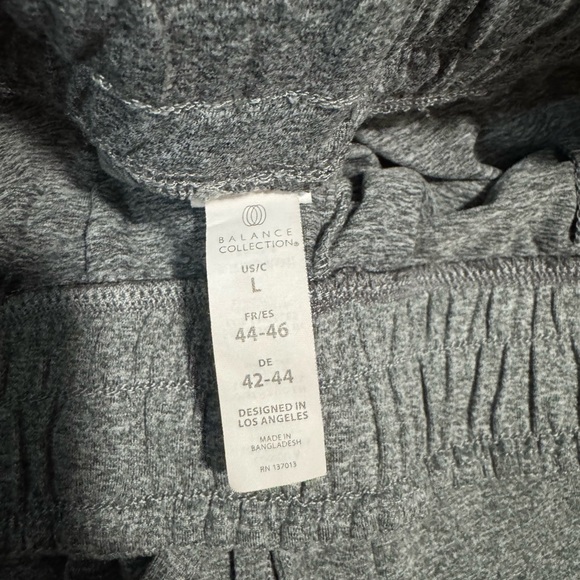 BALANCE
COLLECTION®
US/C
L
FR/ES
44-46
DE
42-44
DESIGNED IN
LOS ANGELES
MADE IN
BANGLADESH
RN 137013